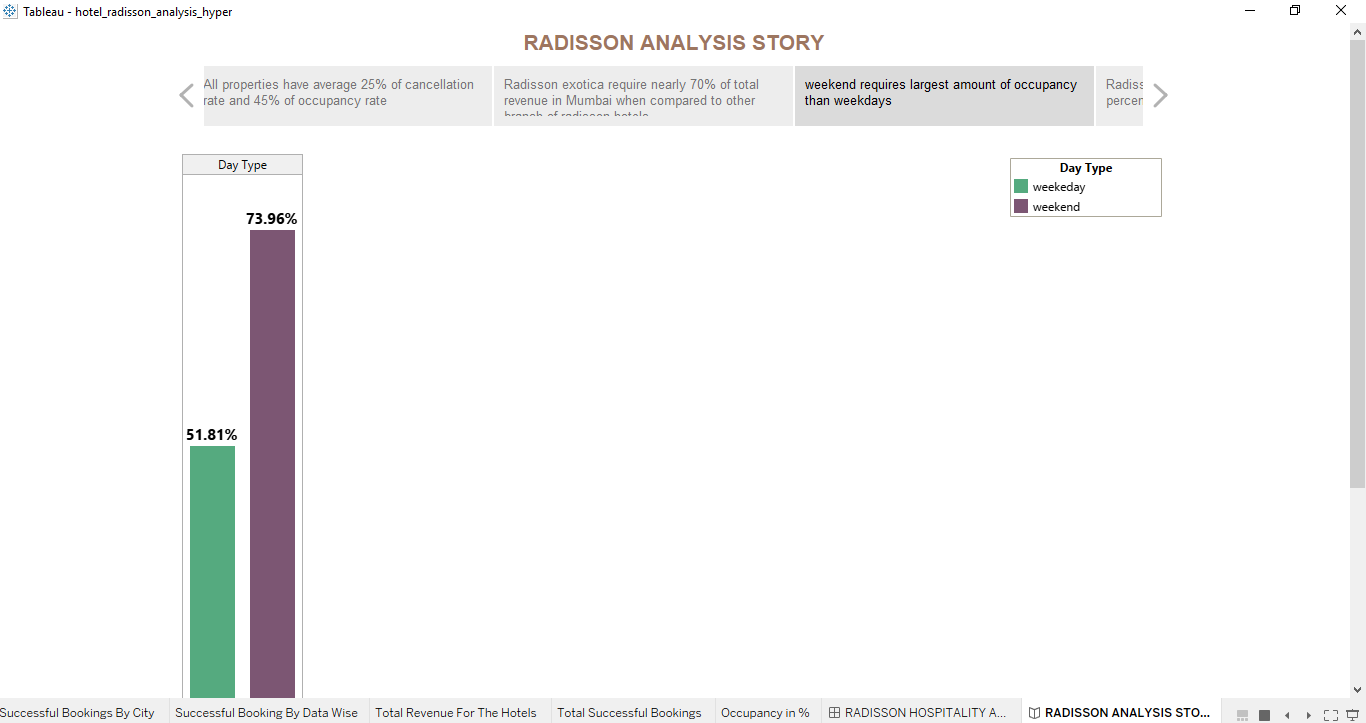 Tableau - hotel_radisson_analysis_hyper
RADISSON ANALYSIS STORY
All properties have average 25% of cancellation
rate and 45% of occupancy rate
Radisson exotica require nearly 70% of total
revenue in Mumbai when compared to other
branch of radisson hotels
weekend requires largest amount of occupancy
than weekdays
Radiss
percen
Day Type
73.96%
51.81%
Day Type
weekeday
weekend
Successful Bookings By City
Successful Booking By Data Wise
Total Revenue For The Hotels
Total Successful Bookings
Occupancy in %
RADISSON HOSPITALITY A...
RADISSON ANALYSIS STO...